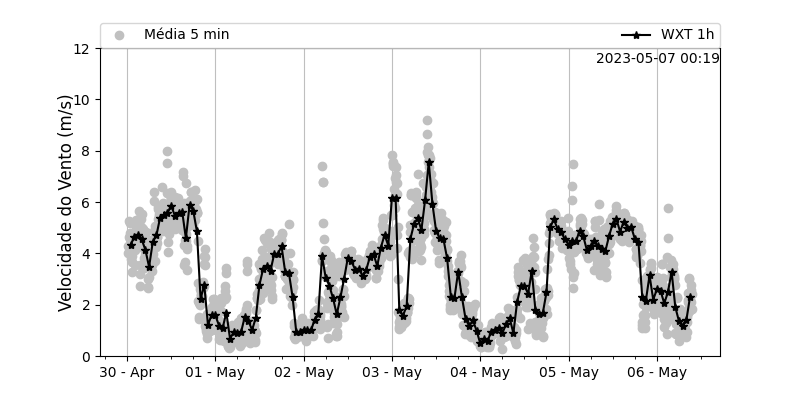 Média 5 min
WXT 1h
2023-05-07 00:19
Velocidade do Vento (m/s)
12
10
8
6
4
2
0
30 - Apr
01 - May
02 - May
03 - May
04 - May
05 - May
06 - May